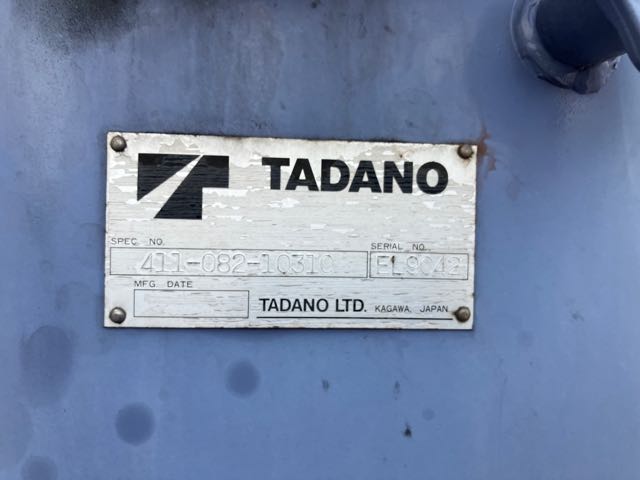 TADANO
SPEC. NO.
411-082-10310
SERIAL NO.
EL9042
MFG. DATE
TADANO LTD. KAGAWA, JAPAN